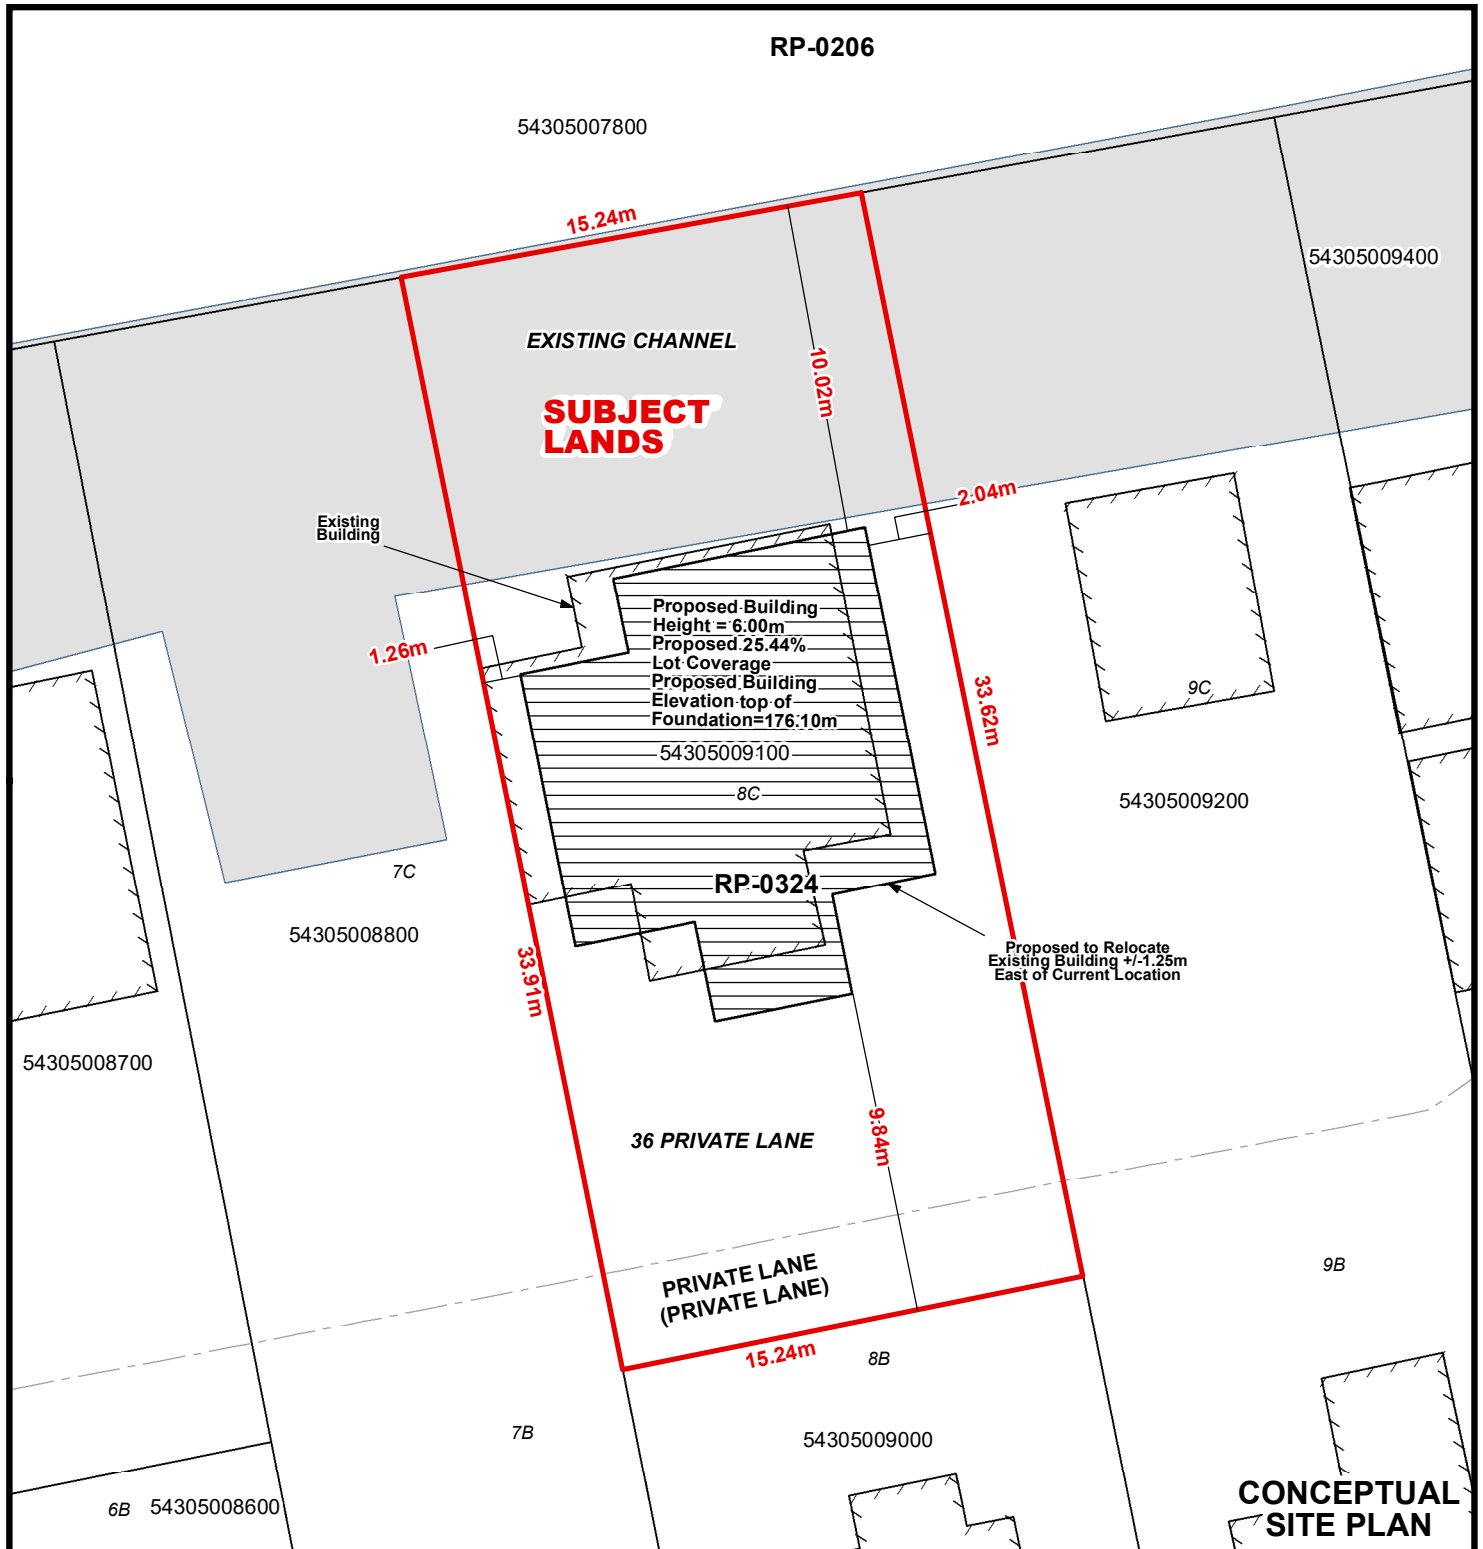 RP-0206
54305007800
15.24m
54305009400
EXISTING CHANNEL
10.02m
SUBJECT
LANDS
2.04m
Existing
Building
Proposed Building
Height = 6.00m
Proposed 25.44%
Lot Coverage
Proposed Building
Elevation top of
Foundation=176.10m
1.26m
33.62m
9C
54305009100
8C
54305009200
7C
RP-0324
54305008800
Proposed to Relocate
Existing Building +/-1.25m
East of Current Location
33.91m
54305008700
36 PRIVATE LANE
9.84m
PRIVATE LANE
(PRIVATE LANE)
9B
15.24m
8B
7B
54305009000
6B
54305008600
CONCEPTUAL
SITE PLAN